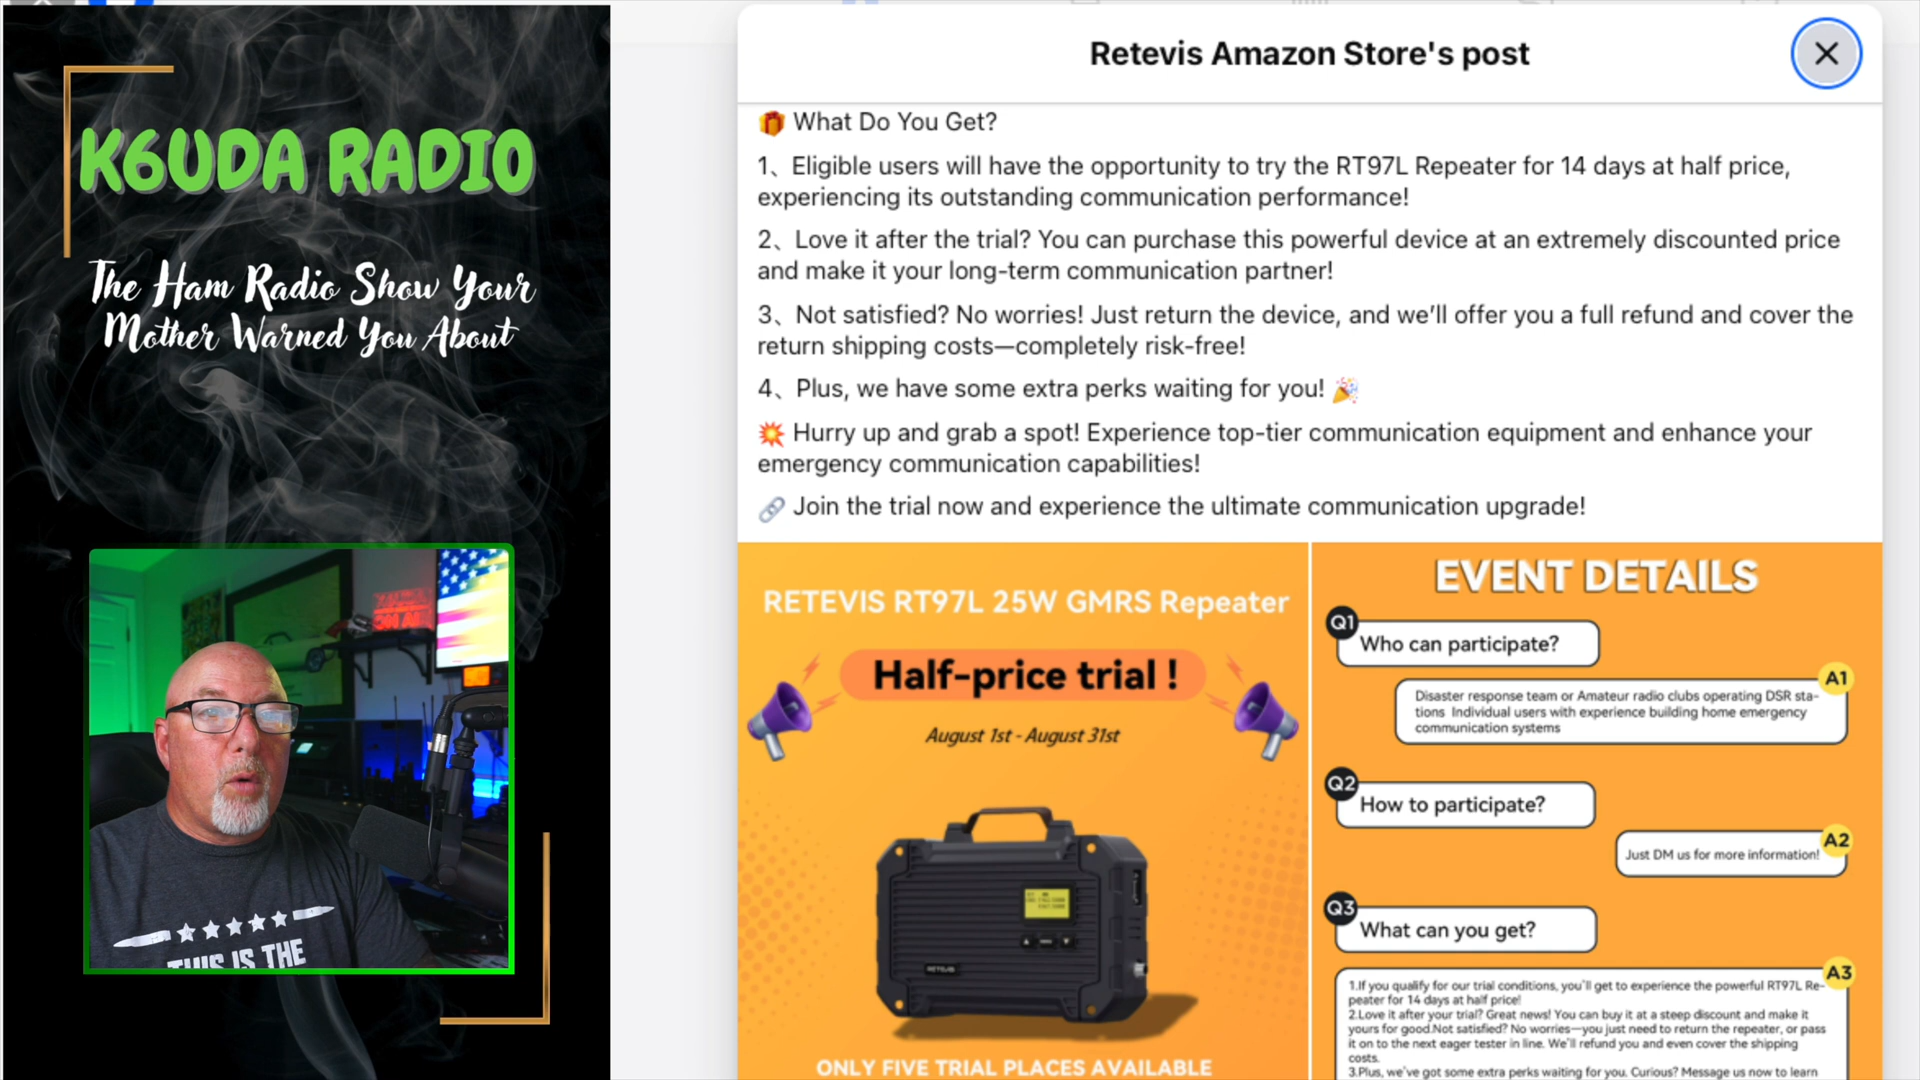 K6UDA RADIO
The Ham Radio Show Your
Mother Warned You About
THIS IS THE
Retevis Amazon Store's post
What Do You Get?
1、Eligible users will have the opportunity to try the RT97L Repeater for 14 days at half price,
experiencing its outstanding communication performance!
2、Love it after the trial? You can purchase this powerful device at an extremely discounted price
and make it your long-term communication partner!
3、Not satisfied? No worries! Just return the device, and we'll offer you a full refund and cover the
return shipping costs—completely risk-free!
4、Plus, we have some extra perks waiting for you!
Hurry up and grab a spot! Experience top-tier communication equipment and enhance your
emergency communication capabilities!
Join the trial now and experience the ultimate communication upgrade!
RETEVIS RT97L 25W GMRS Repeater
Half-price trial !
August 1st - August 31st
RETEVIS
ONLY FIVE TRIAL PLACES AVAILABLE
EVENT DETAILS
Q1
Who can participate?
A1
Disaster response team or Amateur radio clubs operating DSR sta-
tions Individual users with experience building home emergency
communication systems
Q2
How to participate?
A2
Just DM us for more information!
Q3
What can you get?
A3
1.If you qualify for our trial conditions, you'll get to experience the powerful RT97L Re-
peater for 14 days at half price!
2.Love it after your trial? Great news! You can buy it at a steep discount and make it
yours for good.Not satisfied? No worries—you just need to return the repeater, or pass
it on to the next eager tester in line. We'll refund you and even cover the shipping
costs.
3.Plus, we've got some extra perks waiting for you. Curious? Message us now to learn